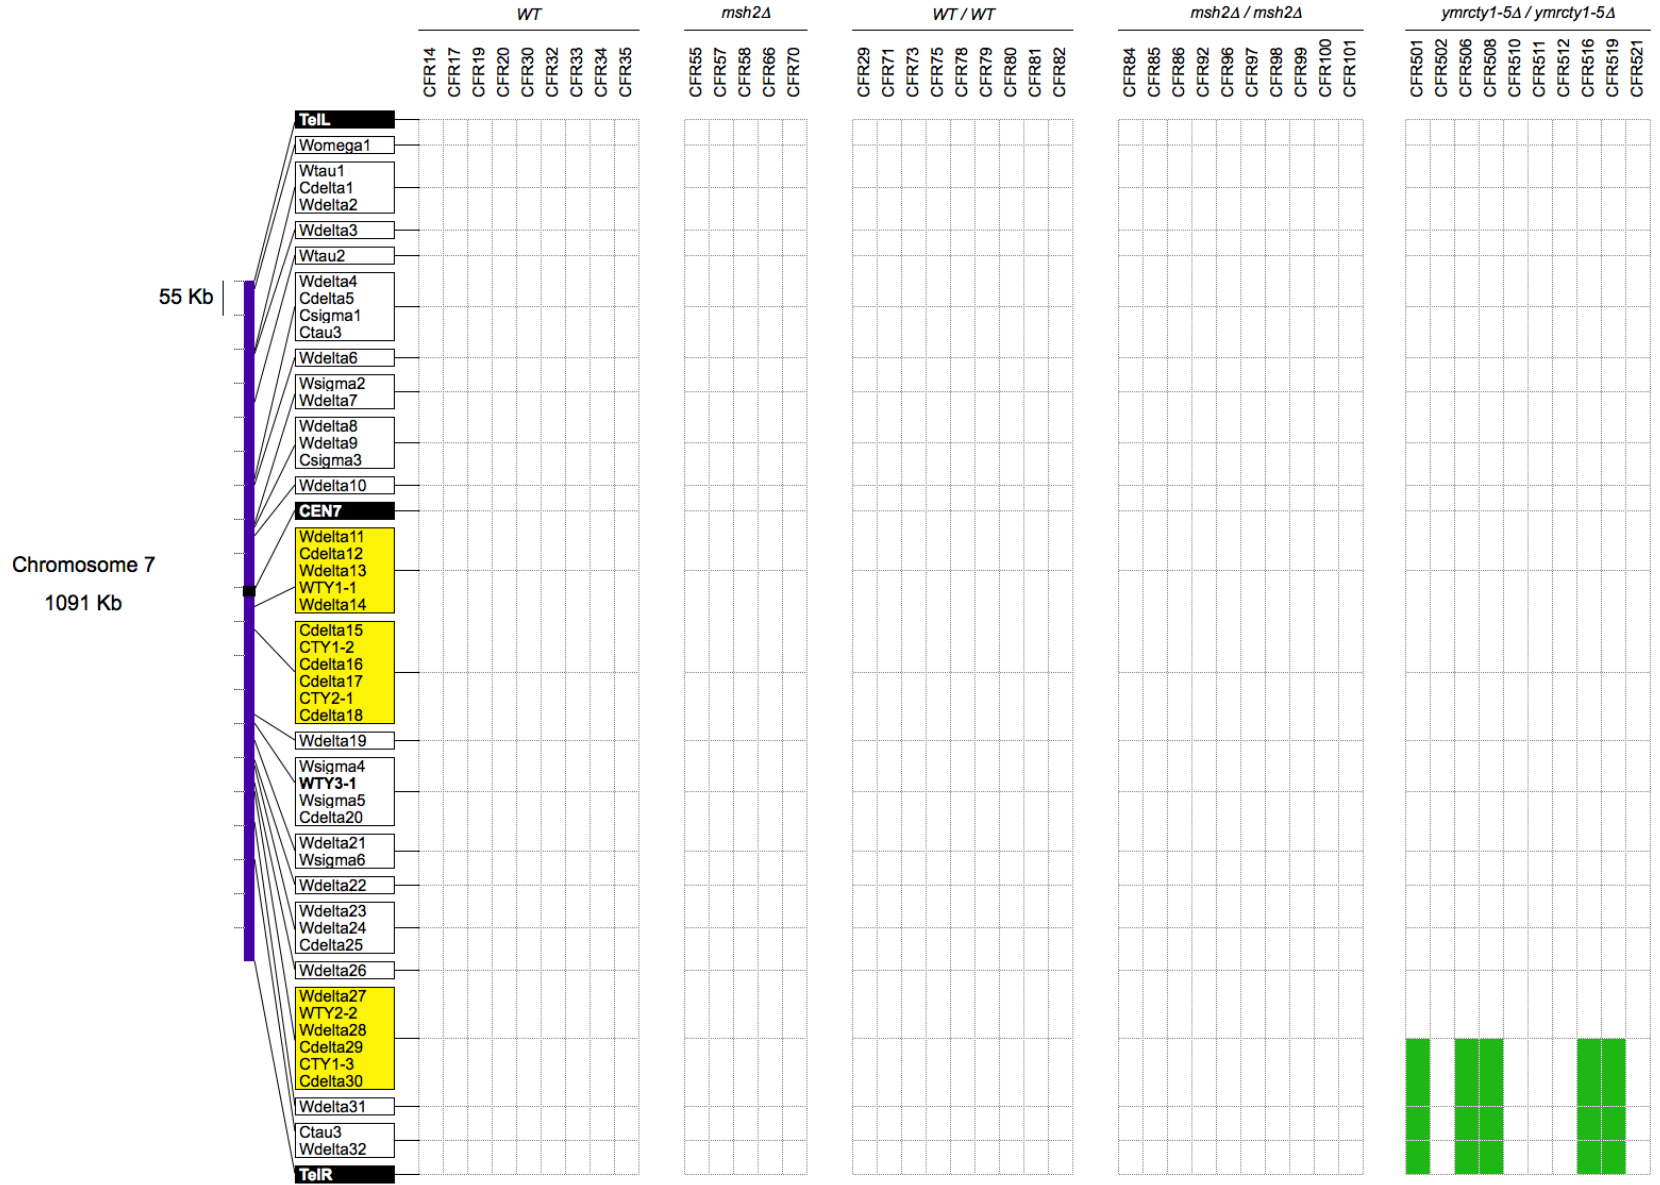 WT
msh2Δ
WT / WT
msh2Δ / msh2Δ
ymrcty1-5Δ / ymrcty1-5Δ
CFR14
CFR17
CFR19
CFR20
CFR30
CFR32
CFR33
CFR34
CFR35
CFR55
CFR57
CFR58
CFR66
CFR70
CFR29
CFR71
CFR73
CFR75
CFR78
CFR79
CFR80
CFR81
CFR82
CFR84
CFR85
CFR86
CFR92
CFR96
CFR97
CFR98
CFR99
CFR100
CFR101
CFR501
CFR502
CFR506
CFR508
CFR510
CFR511
CFR512
CFR516
CFR519
CFR521
TelL
Womega1
Wtau1
Cdelta1
Wdelta2
Wdelta3
Wtau2
Wdelta4
Cdelta5
Csigma1
Ctau3
Wdelta6
Wsigma2
Wdelta7
Wdelta8
Wdelta9
Csigma3
Wdelta10
CEN7
Wdelta11
Cdelta12
Wdelta13
WTY1-1
Wdelta14
Cdelta15
CTY1-2
Cdelta16
Cdelta17
CTY2-1
Cdelta18
Wdelta19
Wsigma4
WTY3-1
Wsigma5
Cdelta20
Wdelta21
Wsigma6
Wdelta22
Wdelta23
Wdelta24
Cdelta25
Wdelta26
Wdelta27
WTY2-2
Wdelta28
Cdelta29
CTY1-3
Cdelta30
Wdelta31
Ctau3
Wdelta32
TelR
55 Kb
Chromosome 7
1091 Kb